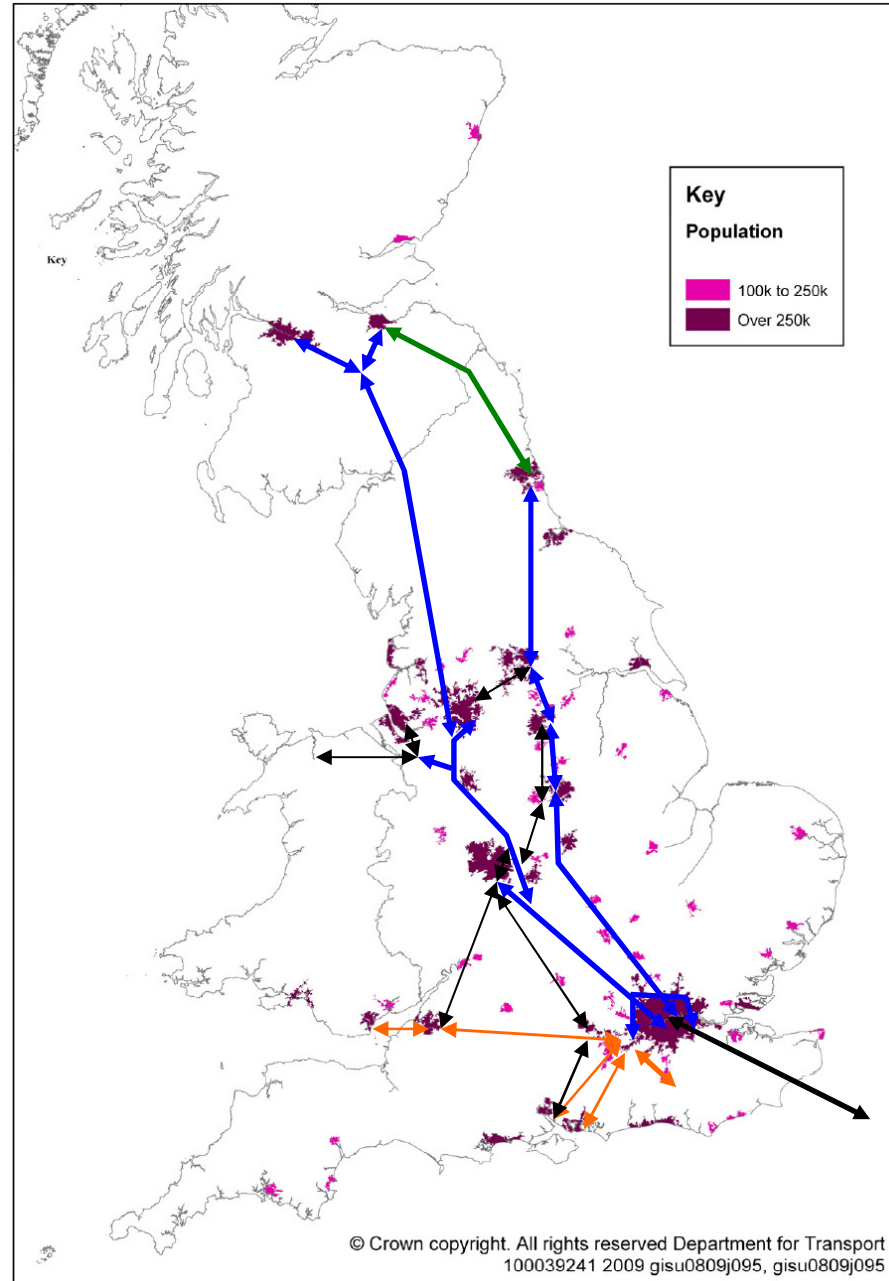 Key
Population
Key
100k to 250k
Over 250k
© Crown copyright. All rights reserved Department for Transport
100039241 2009 gisu0809j095, gisu0809j095